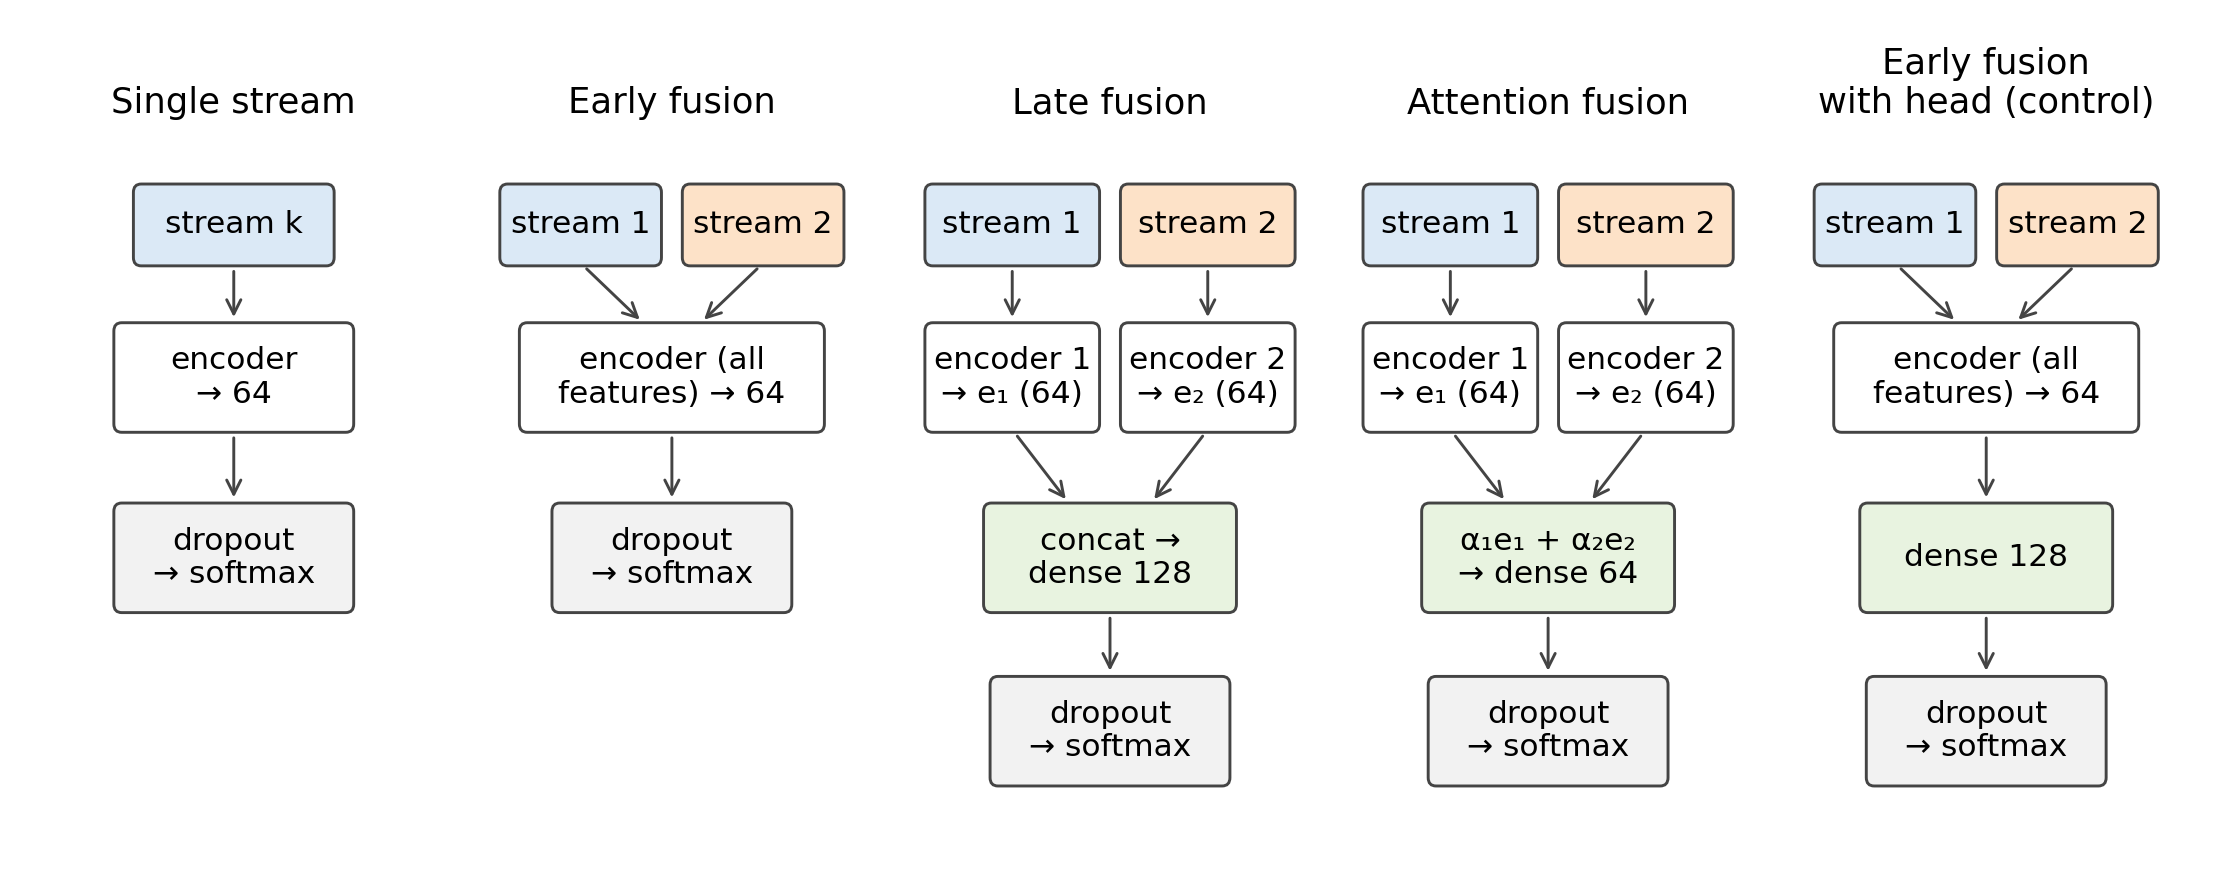 Single stream
stream k
encoder
→ 64
dropout
→ softmax
Early fusion
stream 1
stream 2
encoder (all
features) → 64
dropout
→ softmax
Late fusion
stream 1
stream 2
encoder 1
→ e₁ (64)
encoder 2
→ e₂ (64)
concat →
dense 128
dropout
→ softmax
Attention fusion
stream 1
stream 2
encoder 1
→ e₁ (64)
encoder 2
→ e₂ (64)
α₁e₁ + α₂e₂
→ dense 64
dropout
→ softmax
Early fusion
with head (control)
stream 1
stream 2
encoder (all
features) → 64
dense 128
dropout
→ softmax